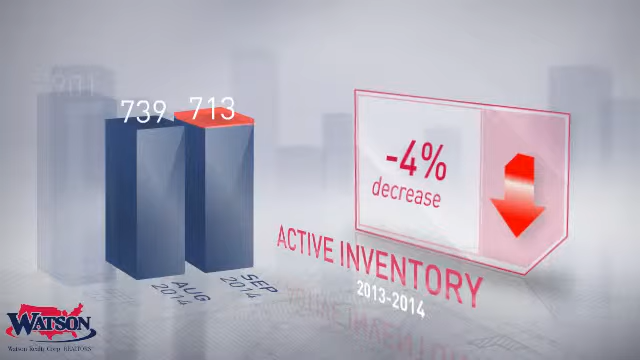 739
713
AUG
2014
SEP
2014
-4%
decrease
ACTIVE INVENTORY
2013-2014
WATSON
Watson Realty Corp. REALTORS